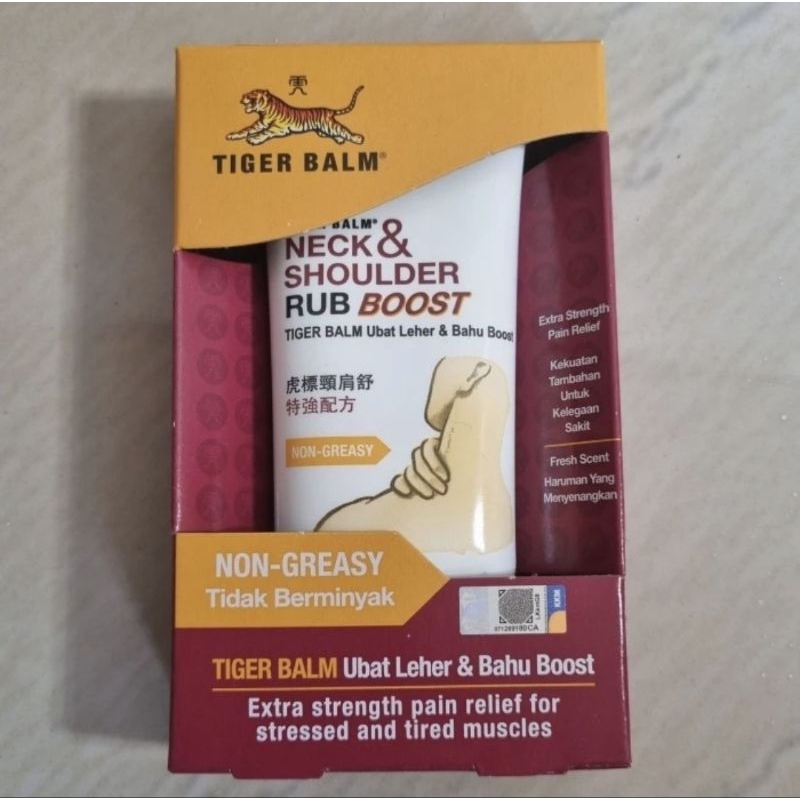 虎
TIGER BALM®
BALM®
NECK &
SHOULDER
RUB BOOST
TIGER BALM Ubat Leher & Bahu Boost
虎標頸肩舒
特強配方
NON-GREASY
Extra Strength
Pain Relief
Kekuatan
Tambahan
Untuk
Kelegaan
Sakit
Fresh Scent
Haruman Yang
Menyenangkan
NON-GREASY
Tidak Berminyak
KKM
TIGER BALM Ubat Leher & Bahu Boost
Extra strength pain relief for
stressed and tired muscles